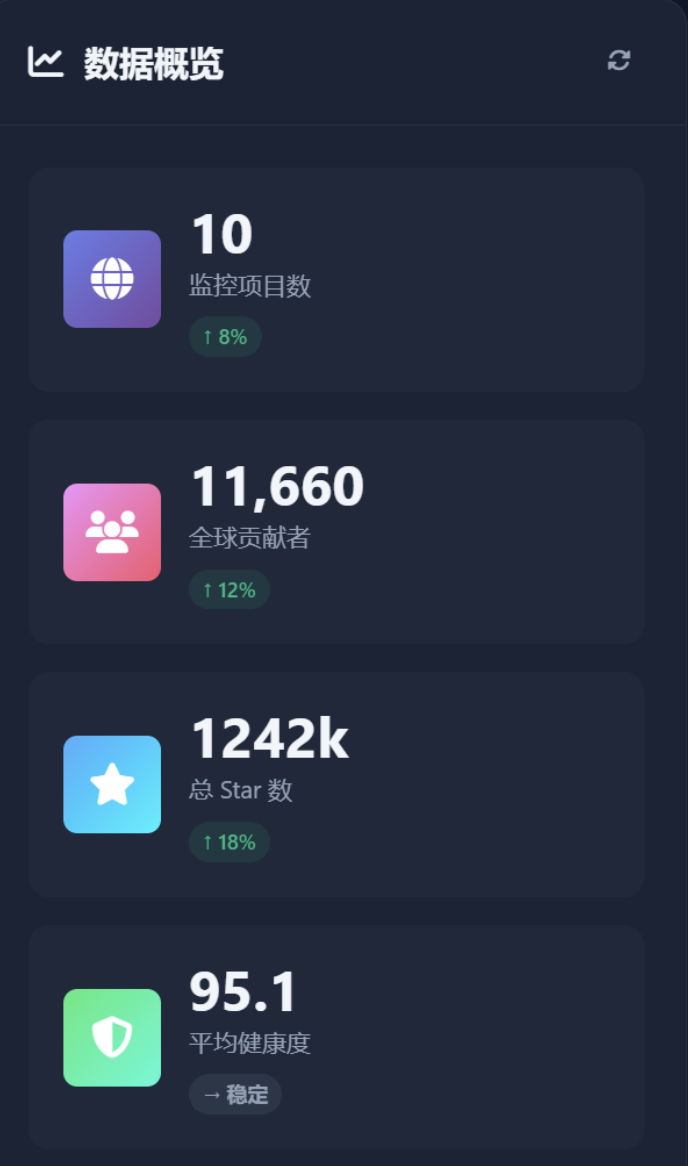 数据概览
10
监控项目数
↑ 8%
11,660
全球贡献者
↑ 12%
1242k
总 Star 数
↑ 18%
95.1
平均健康度
→ 稳定